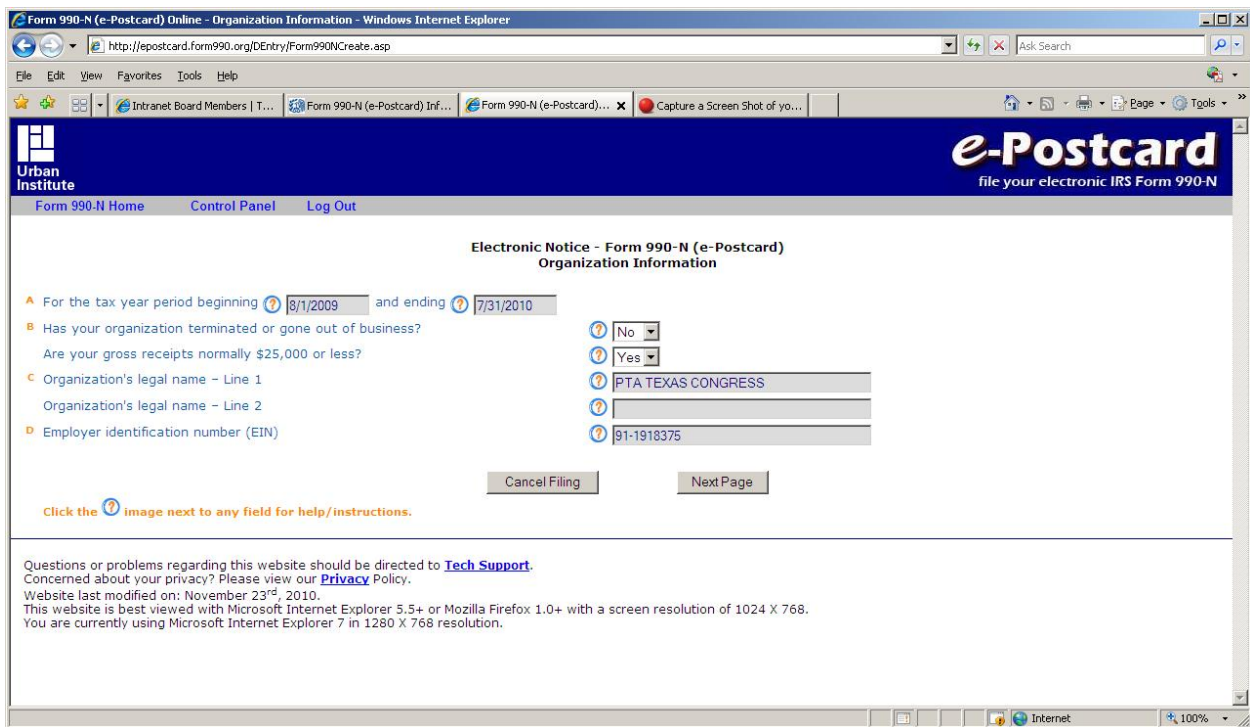 Form 990-N (e-Postcard) Online - Organization Information - Windows Internet Explorer
http://epostcard.form990.org/DEntry/Form990NCreate.asp
Ask Search
File Edit View Favorites Tools Help
Intranet Board Members | T... Form 990-N (e-Postcard) Inf... Form 990-N (e-Postcard)... Capture a Screen Shot of yo... Page Tools »
Urban
Institute
e-Postcard
file your electronic IRS Form 990-N
Form 990-N Home Control Panel Log Out
Electronic Notice - Form 990-N (e-Postcard)
Organization Information
A For the tax year period beginning ? 8/1/2009 and ending ? 7/31/2010
B Has your organization terminated or gone out of business? ? No
Are your gross receipts normally $25,000 or less? ? Yes
C Organization's legal name – Line 1 ? PTA TEXAS CONGRESS
Organization's legal name – Line 2 ?
D Employer identification number (EIN) ? 91-1918375
Cancel Filing Next Page
Click the ? image next to any field for help/instructions.
Questions or problems regarding this website should be directed to Tech Support.
Concerned about your privacy? Please view our Privacy Policy.
Website last modified on: November 23rd, 2010.
This website is best viewed with Microsoft Internet Explorer 5.5+ or Mozilla Firefox 1.0+ with a screen resolution of 1024 X 768.
You are currently using Microsoft Internet Explorer 7 in 1280 X 768 resolution.
Internet 100%